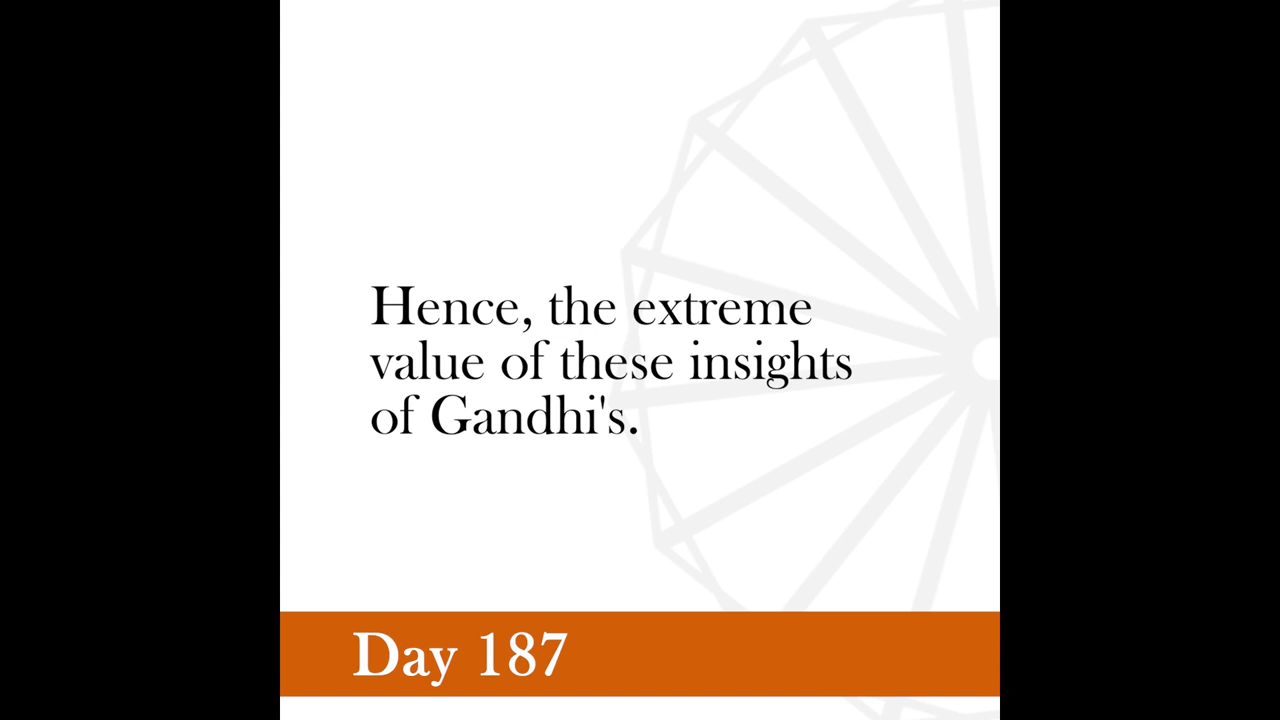 Hence, the extreme
value of these insights
of Gandhi's.
Day 187